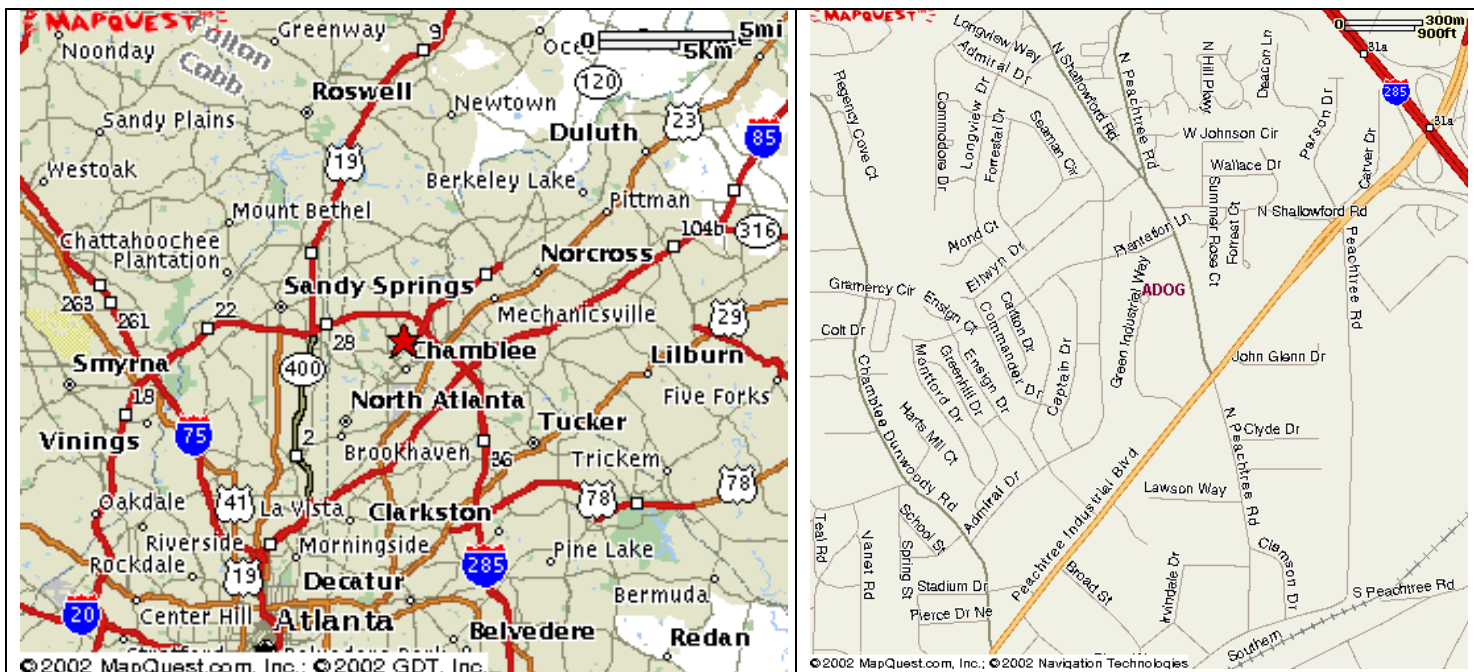 MAPQUEST
Fulton
Cobb
Noonday
Greenway
9
5mi
0
5km
120
Roswell
Newtown
Sandy Plains
Duluth
23
85
19
Westoak
Berkeley Lake
Pittman
Mount Bethel
104b
316
Chattahoochee
Plantation
Norcross
Sandy Springs
263
261
22
Mechanicsville
29
28
Chamblee
Lilburn
Smyrna
400
18
North Atlanta
Five Forks
Tucker
Vinings
75
2
Brookhaven
36
Trickem
78
78
Oakdale
41
La Vista
Clarkston
Riverside
Morningside
Pine Lake
Rockdale
19
285
Decatur
Bermuda
20
Center Hill
Atlanta
Belvedere
Redan
©2002 MapQuest.com, Inc.; ©2002 GDT, Inc.
MAPQUEST
0
300m
900ft
Longview Way
Admiral Dr
N Shallowford Rd
N Peachtree Rd
N Hill Pkwy
Deacon Ln
31a
285
31a
Regency Cove Ct
Commodore Dr
Longview Dr
Forrestal Dr
Seaman Cir
W Johnson Cir
Parson Dr
Carver Dr
Wallace Dr
Summer Rose Ct
Forrest Ct
N Shallowford Rd
Plantation Ln
Ellwyn Dr
Peachtree Rd
Gramercy Cir
Ensign Ct
Carlton Dr
Commander Dr
Green Industrial Way
ADOG
Colt Dr
Montford Dr
Greenhill Dr
Ensign Dr
Captain Dr
John Glenn Dr
Chamblee Dunwoody Rd
Harts Mill Ct
N Peachtree Rd
Clyde Dr
Peachtree Industrial Blvd
Admiral Dr
Lawson Way
Teal Rd
Vanet Rd
School St
Spring St
Stadium Dr
Pierce Dr Ne
Broad St
Irvindale Dr
Clemson Dr
S Peachtree Rd
Southern
©2002 MapQuest.com, Inc.; ©2002 Navigation Technologies